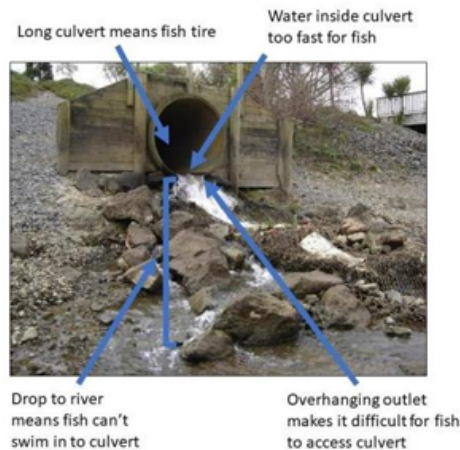 Long culvert means fish tire
Water inside culvert
too fast for fish
Drop to river
means fish can't
swim in to culvert
Overhanging outlet
makes it difficult for fish
to access culvert